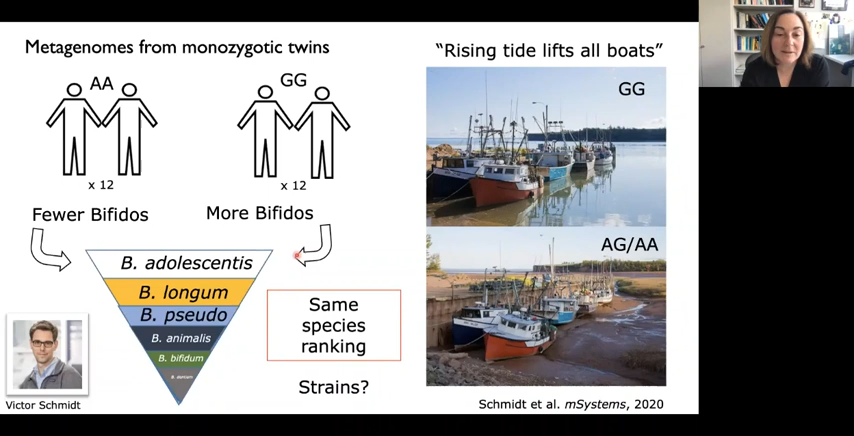 Metagenomes from monozygotic twins
AA
GG
x 12
x 12
Fewer Bifidos
More Bifidos
B. adolescentis
B. longum
B. pseudo
B. animalis
B. bifidum
Same
species
ranking
Strains?
Victor Schmidt
“Rising tide lifts all boats”
GG
AG/AA
Schmidt et al. mSystems, 2020